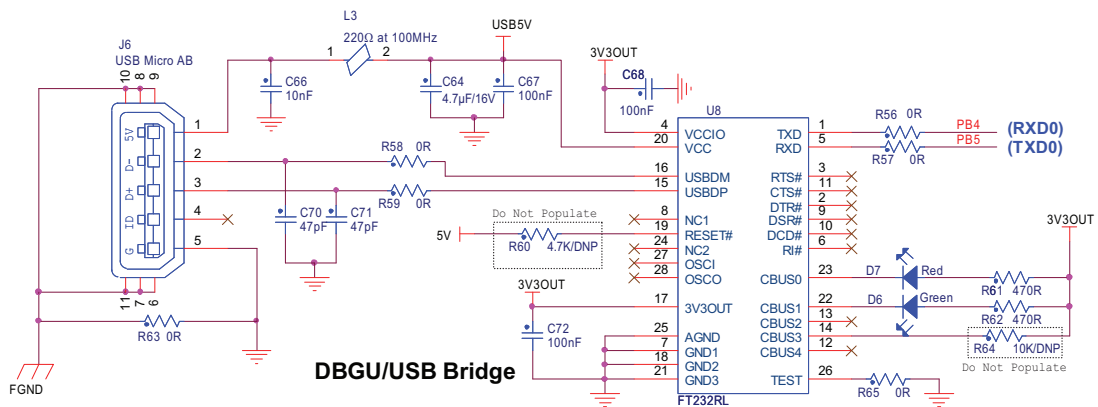 J6
USB Micro AB
10
8
9
5V
D-
D+
ID
G
1
2
3
4
5
11
7
6
R63 0R
FGND
L3
220Ω at 100MHz
1
2
USB5V
C66
10nF
C64
4.7µF/16V
C67
100nF
R58 0R
R59 0R
C70
47pF
C71
47pF
Do Not Populate
5V
R60 4.7K/DNP
3V3OUT
C72
100nF
DBGU/USB Bridge
3V3OUT
C68
100nF
U8
4 VCCIO
20 VCC
16 USBDM
15 USBDP
8 NC1
19 RESET#
24 NC2
27 OSCI
28 OSCO
17 3V3OUT
25 AGND
7 GND1
18 GND2
21 GND3
TXD 1
RXD 5
RTS# 3
CTS# 11
DTR# 2
DSR# 9
DCD# 10
RI# 6
CBUS0 23
CBUS1 22
CBUS2 13
CBUS3 14
CBUS4 12
TEST 26
FT232RL
R56 0R
R57 0R
PB4 (RXD0)
PB5 (TXD0)
3V3OUT
D7 Red
R61 470R
D6 Green
R62 470R
R64 10K/DNP
Do Not Populate
R65 0R